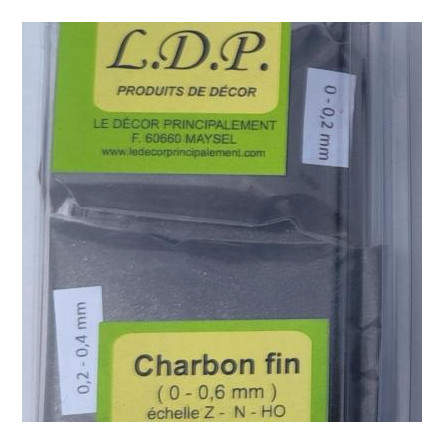 L.D.P.
PRODUITS DE DÉCOR
LE DÉCOR PRINCIPALEMENT
F. 60660 MAYSEL
www.ledecorprincipalement.com
0 - 0,2 mm
0,2 - 0,4 mm
Charbon fin
( 0 - 0,6 mm )
échelle Z - N - HO